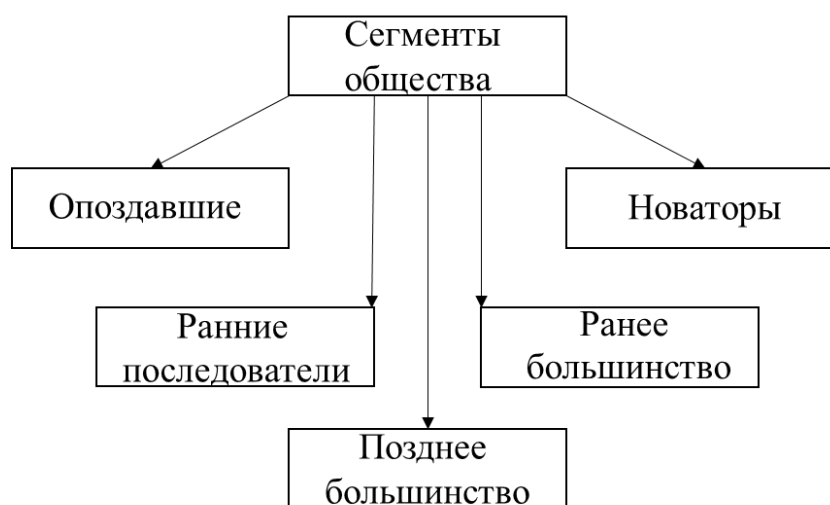 Сегменты
общества
Опоздавшие
Новаторы
Ранние
последователи
Ранее
большинство
Позднее
большинство